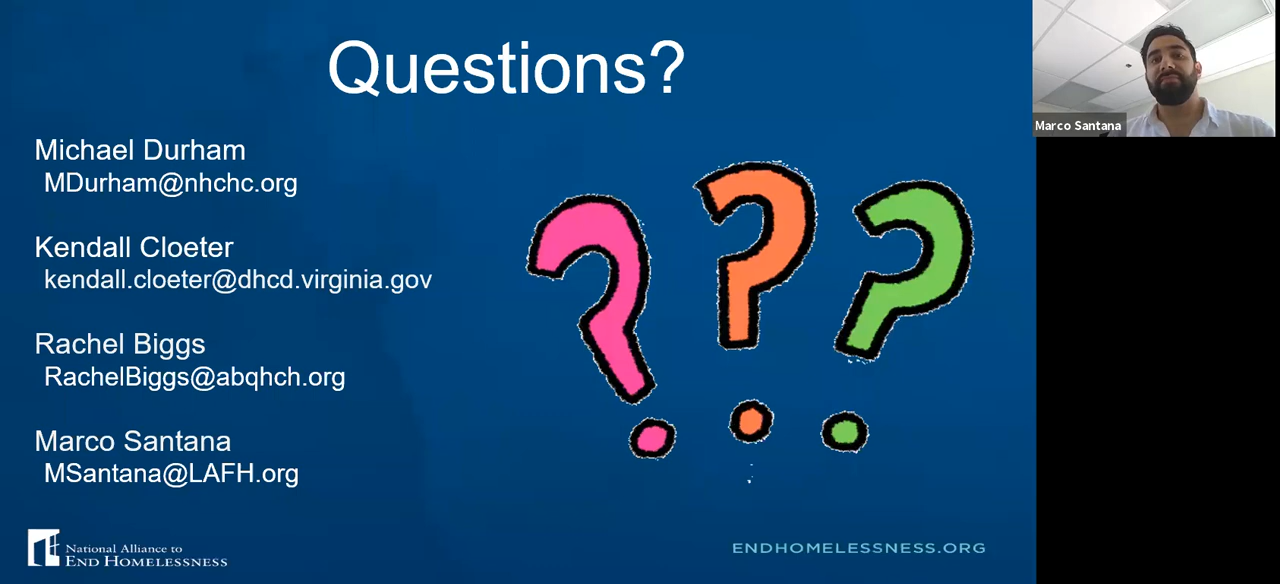 Questions?
Michael Durham
MDurham@nhchc.org
Kendall Cloeter
kendall.cloeter@dhcd.virginia.gov
Rachel Biggs
RachelBiggs@abqhch.org
Marco Santana
MSantana@LAFH.org
National Alliance to
END HOMELESSNESS
ENDHOMELESSNESS.ORG
Marco Santana